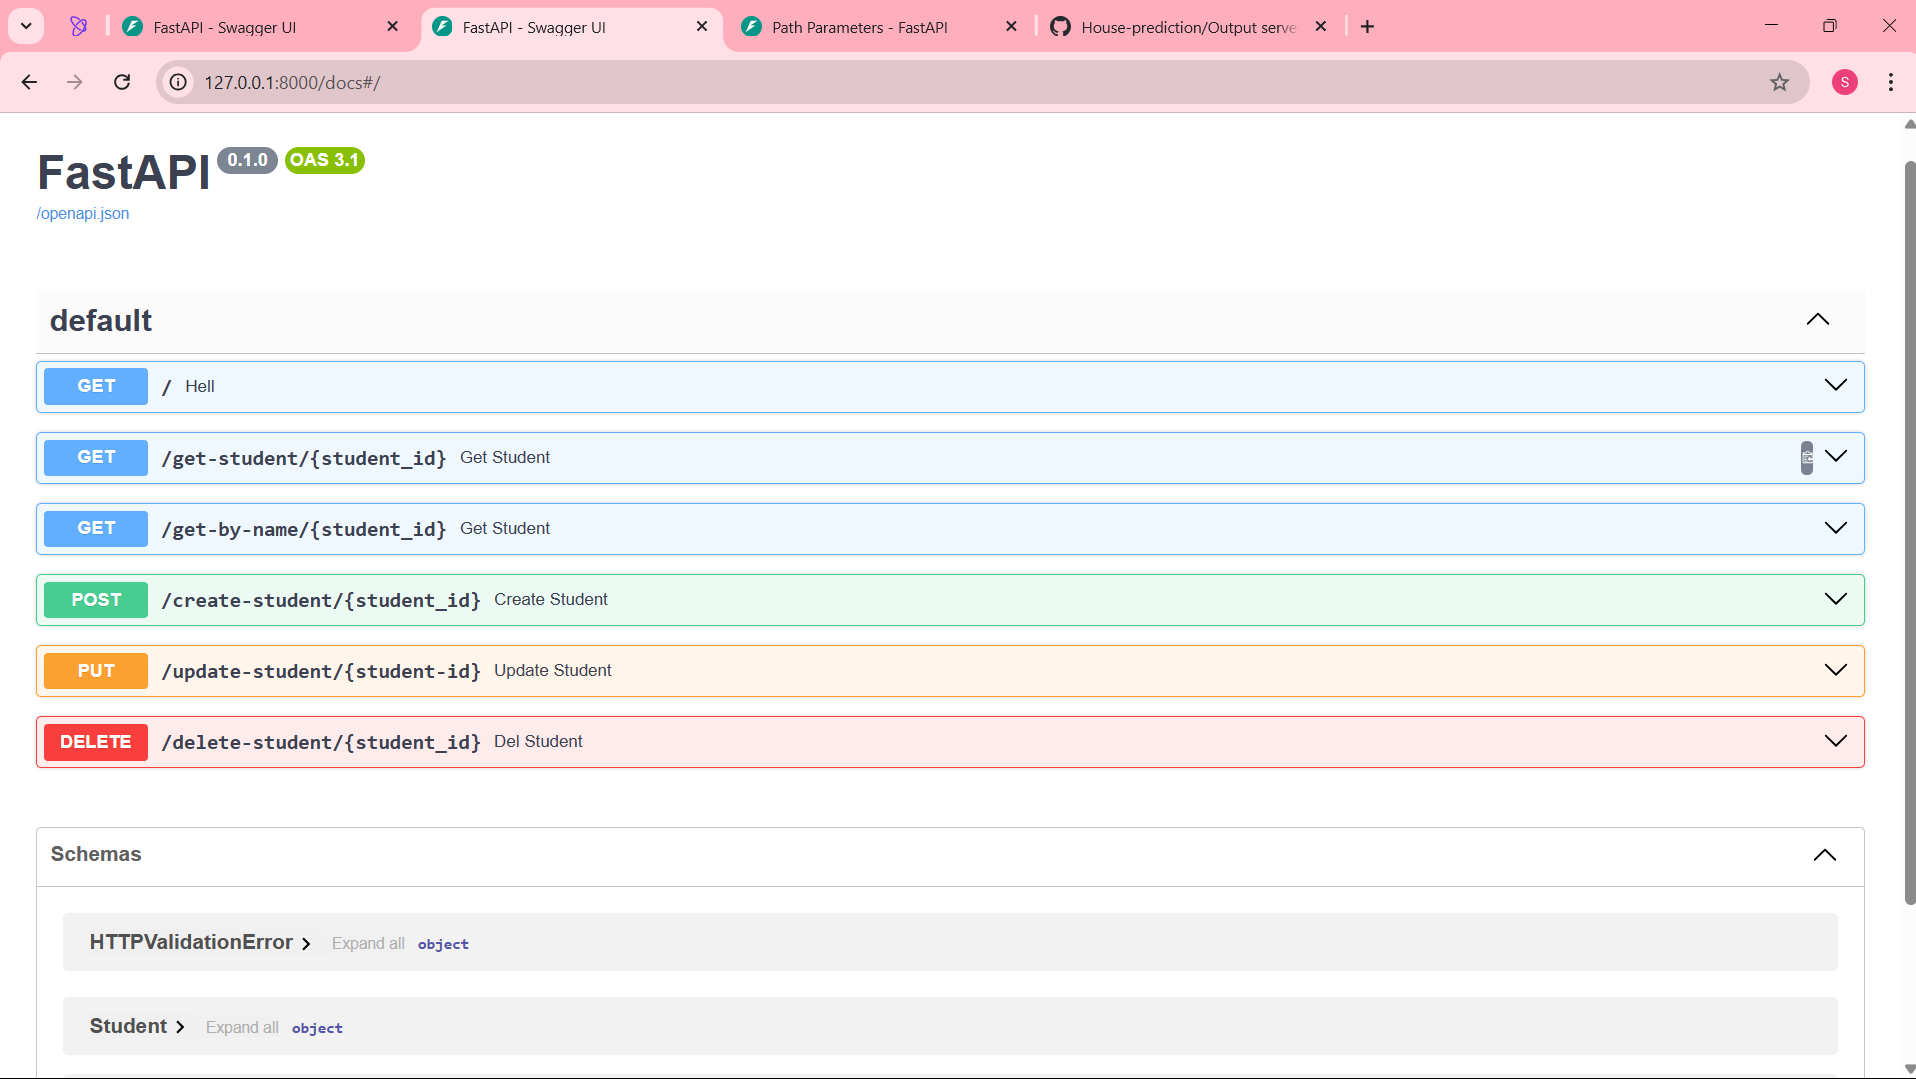 FastAPI - Swagger UI
FastAPI - Swagger UI
Path Parameters - FastAPI
House-prediction/Output serve
127.0.0.1:8000/docs#/
S
FastAPI 0.1.0 OAS 3.1
/openapi.json
default
GET / Hell
GET /get-student/{student_id} Get Student
GET /get-by-name/{student_id} Get Student
POST /create-student/{student_id} Create Student
PUT /update-student/{student-id} Update Student
DELETE /delete-student/{student_id} Del Student
Schemas
HTTPValidationError Expand all object
Student Expand all object